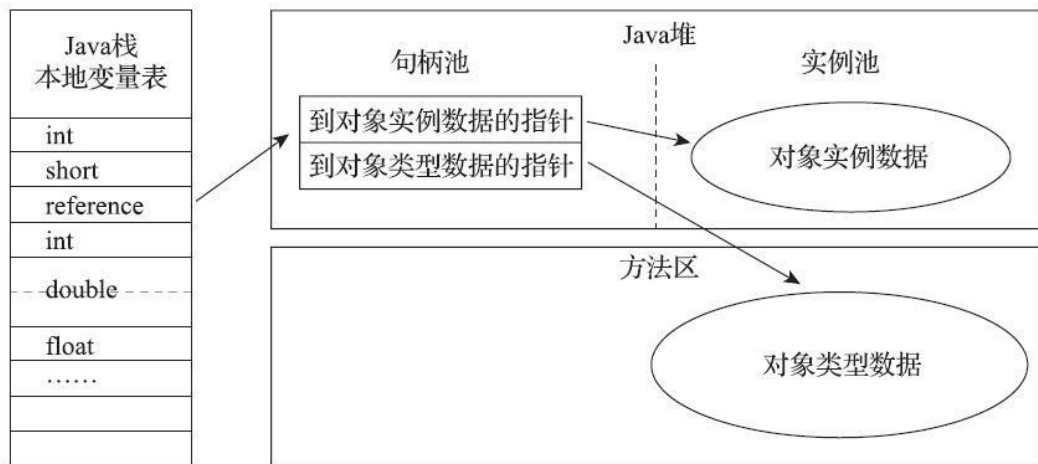 Java栈
本地变量表
int
short
reference
int
double
float
……
Java堆
句柄池
实例池
到对象实例数据的指针
到对象类型数据的指针
对象实例数据
方法区
对象类型数据